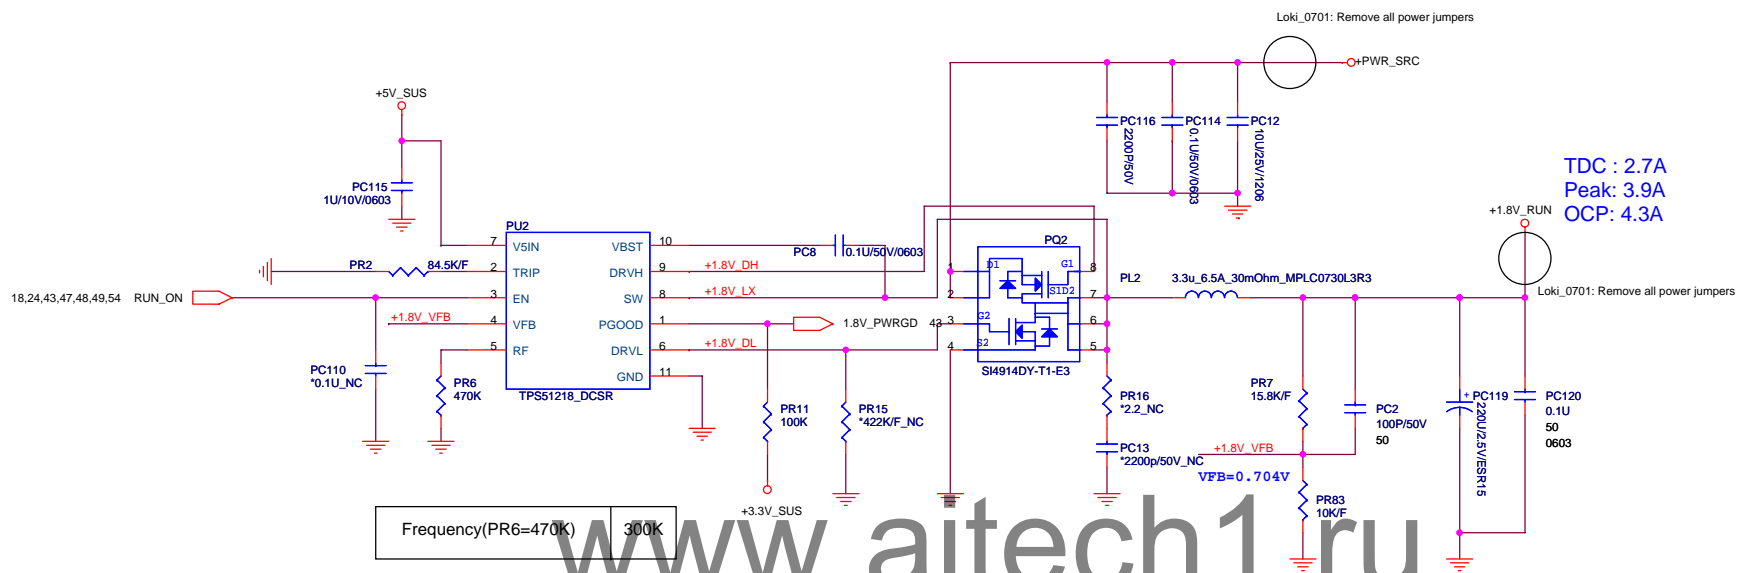 Loki_0701: Remove all power jumpers
+PWR_SRC
+5V_SUS
PC115
1U/10V/0603
PC116
2200P/50V
PC114
0.1U/50V/0603
PC12
10U/25V/1206
TDC : 2.7A
Peak: 3.9A
OCP: 4.3A
+1.8V_RUN
Loki_0701: Remove all power jumpers
PU2
7 V5IN
VBST 10
PC8
0.1U/50V/0603
PR2
84.5K/F
2 TRIP
DRVH 9
+1.8V_DH
18,24,43,47,48,49,54 RUN_ON
3 EN
SW 8
+1.8V_LX
+1.8V_VFB
4 VFB
PGOOD 1
1.8V_PWRGD 43
5 RF
DRVL 6
+1.8V_DL
GND 11
TPS51218_DCSR
PC110
*0.1U_NC
PR6
470K
PR11
100K
+3.3V_SUS
PR15
*422K/F_NC
PQ2
1 D1
G1 8
2
S1D2 7
3 G2
6
4 S2
5
SI4914DY-T1-E3
PL2
3.3u_6.5A_30mOhm_MPLC0730L3R3
PR16
*2.2_NC
PC13
*2200p/50V_NC
PR7
15.8K/F
PC2
100P/50V
50
+1.8V_VFB
VFB=0.704V
PR83
10K/F
+
PC119
220U/2.5V/ESR15
PC120
0.1U
50
0603
Frequency(PR6=470K) 300K
www.aitech1.ru